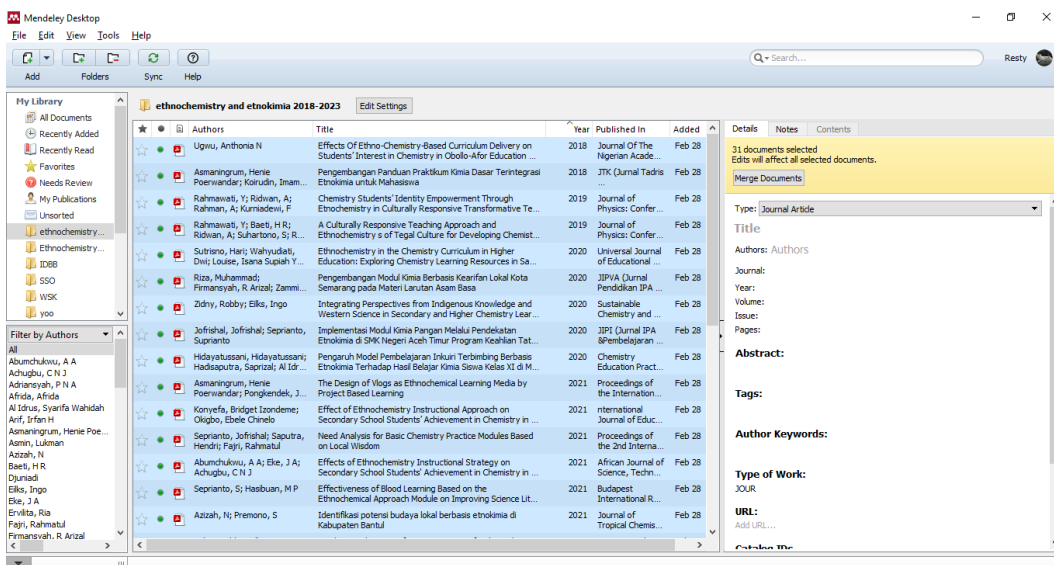 Mendeley Desktop
File Edit View Tools Help
Add Folders Sync Help
Search...
Resty
My Library
All Documents
Recently Added
Recently Read
Favorites
Needs Review
My Publications
Unsorted
ethnochemistry...
Ethnochemistry...
IDBB
SSO
WSK
yoo
Filter by Authors
All
Abumchukwu, A A
Achugbu, C N J
Adriansyah, P N A
Afrida, Afrida
Al Idrus, Syarifa Wahidah
Arif, Irfan H
Asmaningrum, Henie Poe...
Asmin, Lukman
Azizah, N
Baeti, H R
Djuniadi
Eilks, Ingo
Eke, J A
Ervilita, Ria
Fajri, Rahmatul
Firmansyah, R Arizal
ethnochemistry and etnokimia 2018-2023 Edit Settings
Authors Title Year Published In Added
Ugwu, Anthonia N Effects Of Ethno-Chemistry-Based Curriculum Delivery on 2018 Journal Of The Feb 28
Students' Interest in Chemistry in Obollo-Afor Education ... Nigerian Acade...
Asmaningrum, Henie Pengembangan Panduan Praktikum Kimia Dasar Terintegrasi 2018 JTK (Jurnal Tadris Feb 28
Poerwandar; Koirudin, Imam... Etnokimia untuk Mahasiswa ...
Rahmawati, Y; Ridwan, A; Chemistry Students' Identity Empowerment Through 2019 Journal of Feb 28
Rahman, A; Kurniadewi, F Etnochemistry in Culturally Responsive Transformative Te... Physics: Confer...
Rahmawati, Y; Baeti, H R; A Culturally Responsive Teaching Approach and 2019 Journal of Feb 28
Ridwan, A; Suhartono, S; R... Ethnochemistry s of Tegal Culture for Developing Chemist... Physics: Confer...
Sutrisno, Hari; Wahyudiati, Ethnochemistry in the Chemistry Curriculum in Higher 2020 Universal Journal Feb 28
Dwi; Louise, Isana Supiah Y... Education: Exploring Chemistry Learning Resources in Sa... of Educational ...
Riza, Muhammad; Pengembangan Modul Kimia Berbasis Kearifan Lokal Kota 2020 JIPVA (Jurnal Feb 28
Firmansyah, R Arizal; Zammi... Semarang pada Materi Larutan Asam Basa Pendidikan IPA ...
Zidny, Robby; Eilks, Ingo Integrating Perspectives from Indigenous Knowledge and 2020 Sustainable Feb 28
Western Science in Secondary and Higher Chemistry Lear... Chemistry and ...
Jofrishal, Jofrishal; Seprianto, Implementasi Modul Kimia Pangan Melalui Pendekatan 2020 JIPI (Jurnal IPA Feb 28
Suprianto Etnokimia di SMK Negeri Aceh Timur Program Keahlian Tat... &Pembelajaran ...
Hidayatussani, Hidayatussani; Pengaruh Model Pembelajaran Inkuiri Terbimbing Berbasis 2020 Chemistry Feb 28
Hadisaputra, Saprizal; Al Idr... Etnokimia Terhadap Hasil Belajar Kimia Siswa Kelas XI di M... Education Pract...
Asmaningrum, Henie The Design of Vlogs as Ethnochemical Learning Media by 2021 Proceedings of Feb 28
Poerwandar; Pongkendek, J... Project Based Learning the Internation...
Konyefa, Bridget Izondeme; Effect of Ethnochemistry Instructional Approach on 2021 nternational Feb 28
Okigbo, Ebele Chinelo Secondary School Students' Achievement in Chemistry in ... Journal of Educ...
Seprianto, Jofrishal; Saputra, Need Analysis for Basic Chemistry Practice Modules Based 2021 Proceedings of Feb 28
Hendri; Fajri, Rahmatul on Local Wisdom the 2nd Interna...
Abumchukwu, A A; Eke, J A; Effects of Ethnochemistry Instructional Strategy on 2021 African Journal of Feb 28
Achugbu, C N J Secondary School Students' Achievement in Chemistry in ... Science, Techn...
Seprianto, S; Hasibuan, M P Effectiveness of Blood Learning Based on the 2021 Budapest Feb 28
Ethnochemical Approach Module on Improving Science Lit... International R...
Azizah, N; Premono, S Identifikasi potensi budaya lokal berbasis etnokimia di 2021 Journal of Feb 28
Kabupaten Bantul Tropical Chemis...
Details Notes Contents
31 documents selected
Edits will affect all selected documents.
Merge Documents
Type: Journal Article
Title
Authors: Authors
Journal:
Year:
Volume:
Issue:
Pages:
Abstract:
Tags:
Author Keywords:
Type of Work:
JOUR
URL:
Add URL...
Catalog IDs